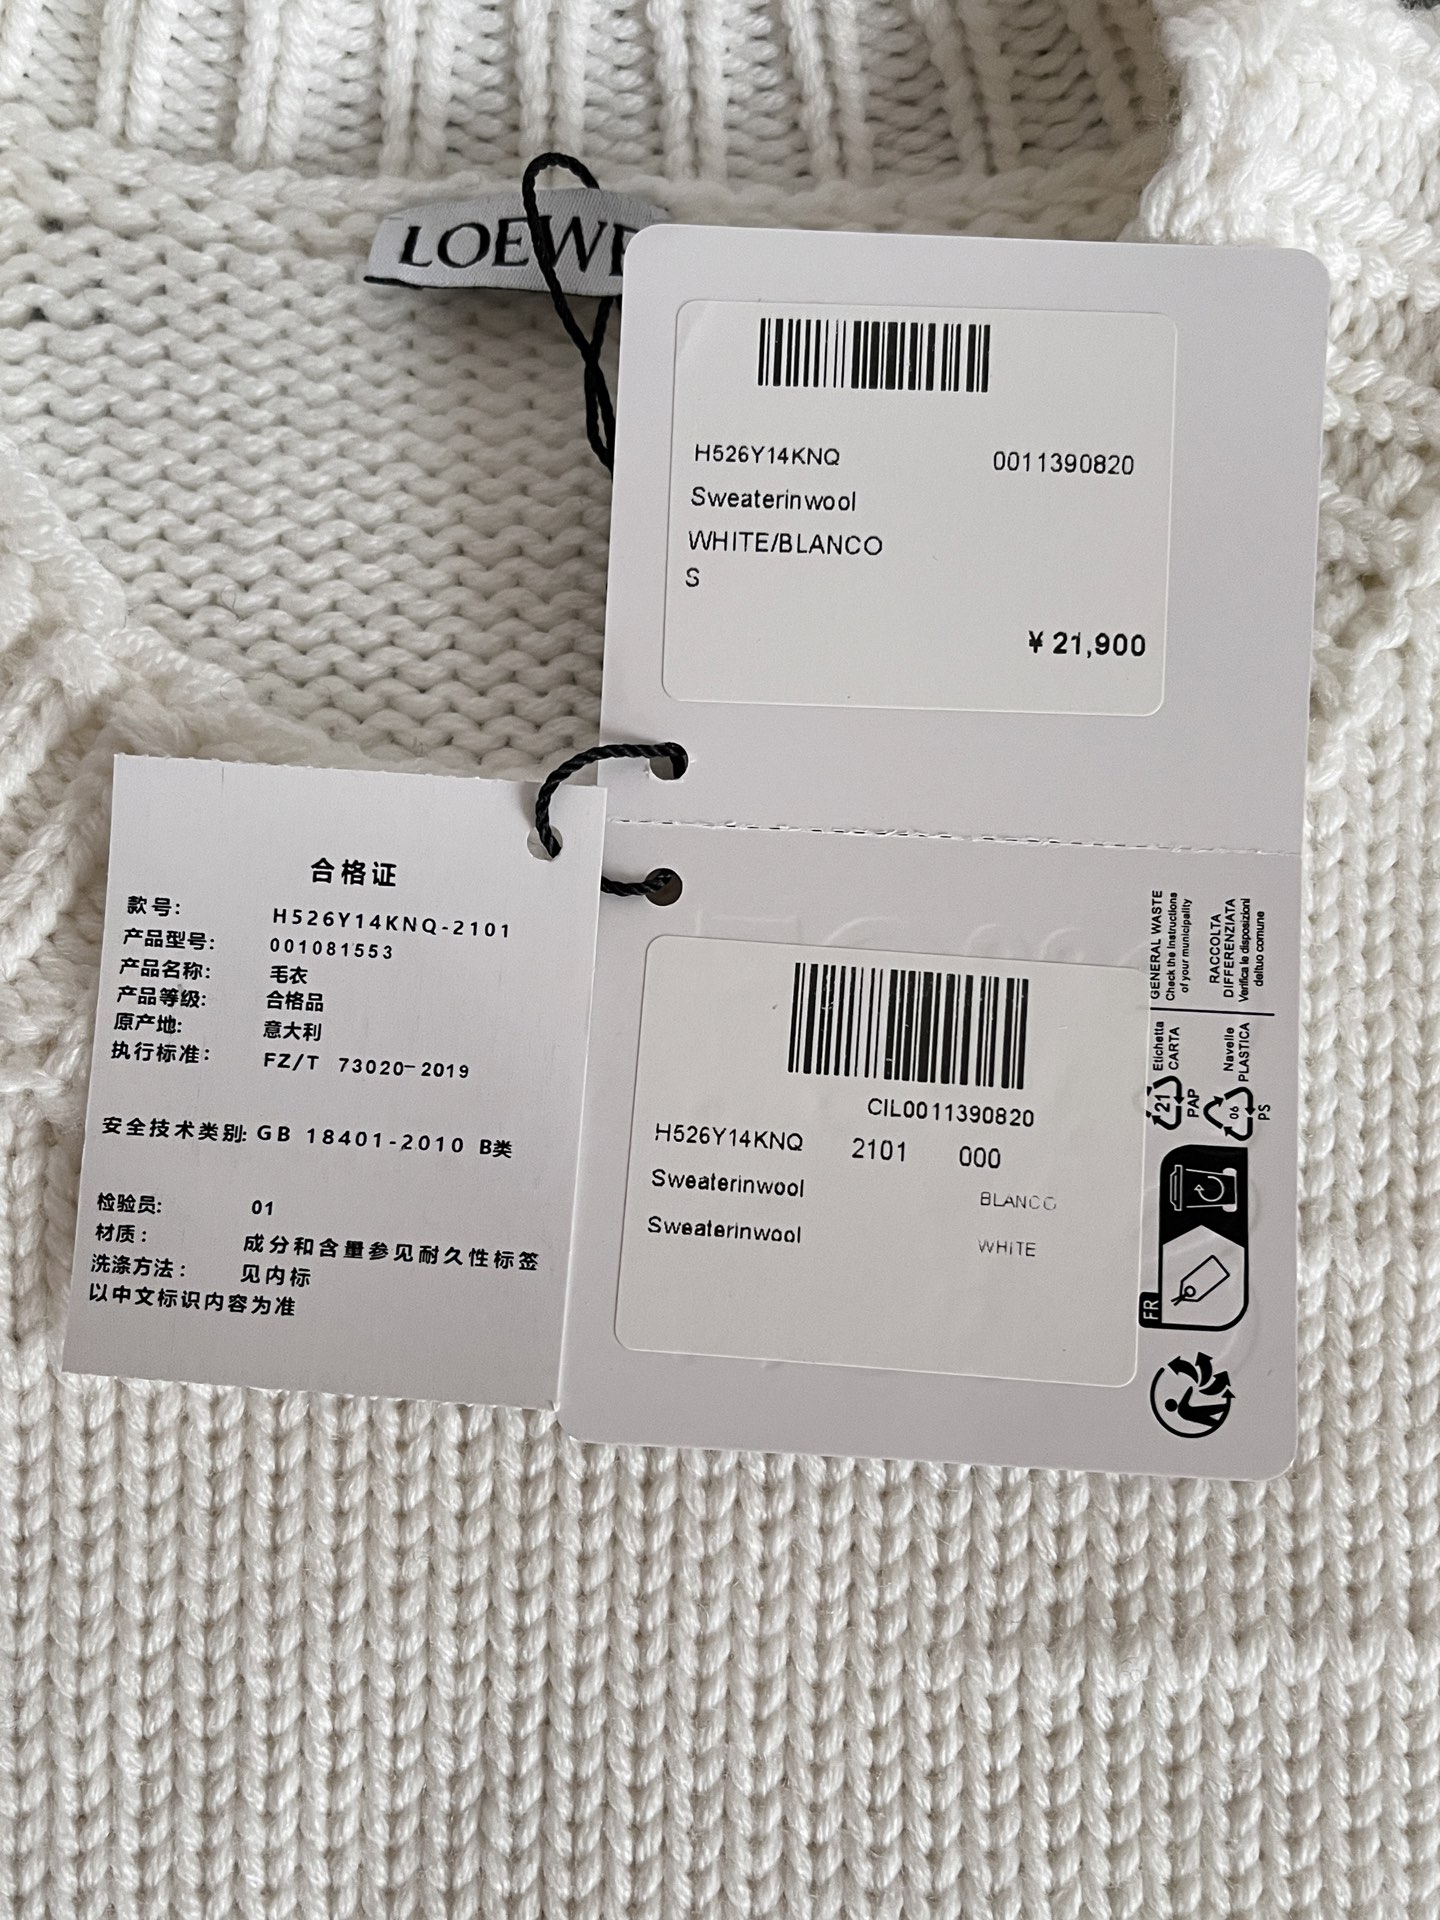 LOEWE
H526Y14KNQ 0011390820
Sweaterinwool
WHITE/BLANCO
S
¥ 21,900
合格证
款号: H526Y14KNQ-2101
产品型号: 001081553
产品名称: 毛衣
产品等级: 合格品
原产地: 意大利
执行标准: FZ/T 73020-2019
安全技术类别: GB 18401-2010 B类
检验员: 01
材质: 成分和含量参见耐久性标签
洗涤方法: 见内标
以中文标识内容为准
CIL0011390820
H526Y14KNQ 2101 000
Sweaterinwool BLANCO
Sweaterinwool WHITE
GENERAL WASTE
Check the instructions
of your municipality
RACCOLTA
DIFFERENZIATA
Verifica le disposizioni
deltuo comune
Etichetta
CARTA
21
PAP
Navelle
PLASTICA
06
PS
FR